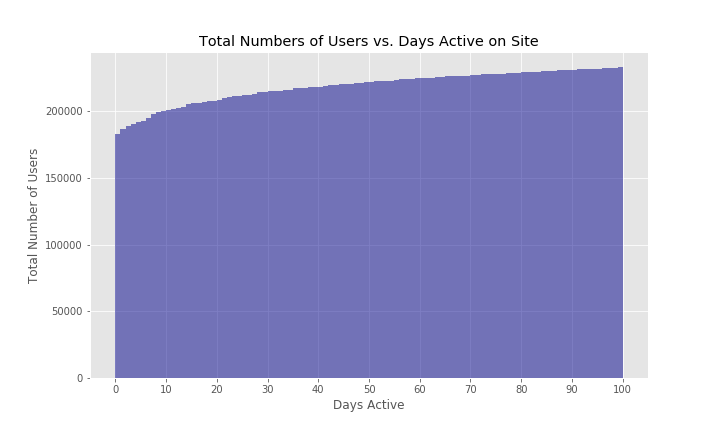 Total Numbers of Users vs. Days Active on Site
Total Number of Users
200000
150000
100000
50000
0
0 10 20 30 40 50 60 70 80 90 100
Days Active